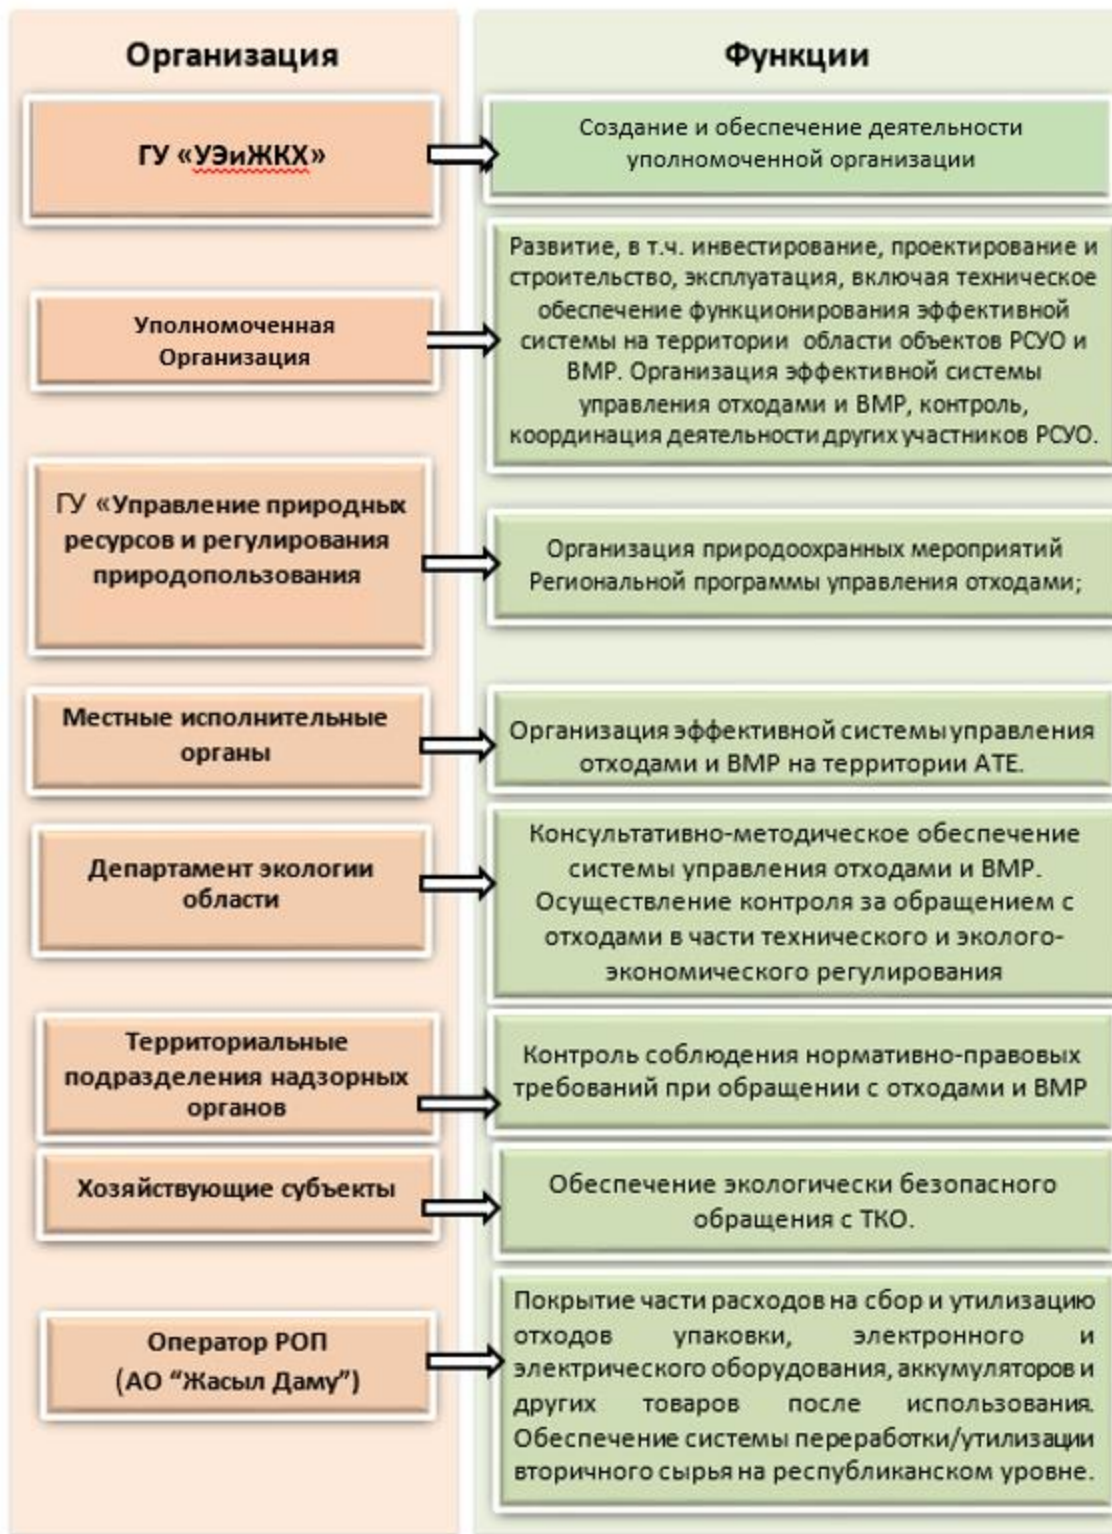 Организация
Функции
ГУ «УЭиЖКХ»
Создание и обеспечение деятельности
уполномоченной организации
Уполномоченная
Организация
Развитие, в т.ч. инвестирование, проектирование и
строительство, эксплуатация, включая техническое
обеспечение функционирования эффективной
системы на территории области объектов РСУО и
ВМР. Организация эффективной системы
управления отходами и ВМР, контроль,
координация деятельности других участников РСУО.
ГУ «Управление природных
ресурсов и регулирования
природопользования
Организация природоохранных мероприятий
Региональной программы управления отходами;
Местные исполнительные
органы
Организация эффективной системы управления
отходами и ВМР на территории АТЕ.
Департамент экологии
области
Консультативно-методическое обеспечение
системы управления отходами и ВМР.
Осуществление контроля за обращением с
отходами в части технического и эколого-
экономического регулирования
Территориальные
подразделения надзорных
органов
Контроль соблюдения нормативно-правовых
требований при обращении с отходами и ВМР
Хозяйствующие субъекты
Обеспечение экологически безопасного
обращения с ТКО.
Оператор РОП
(АО “Жасыл Даму”)
Покрытие части расходов на сбор и утилизацию
отходов упаковки, электронного и
электрического оборудования, аккумуляторов и
других товаров после использования.
Обеспечение системы переработки/утилизации
вторичного сырья на республиканском уровне.